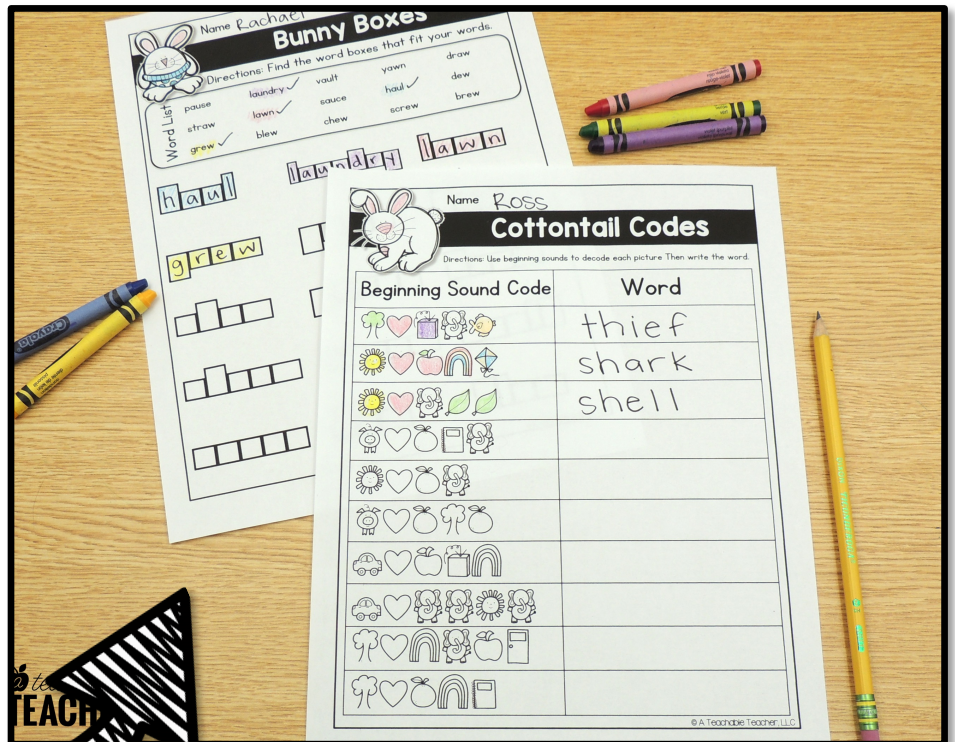 Name Rachael
Bunny Boxes
Directions: Find the word boxes that fit your words.
Word List
pause laundry ✓ vault yawn draw
straw lawn ✓ sauce haul ✓ dew
grew ✓ blew chew screw brew
haul laundry lawn
grew
Name Ross
Cottontail Codes
Directions: Use beginning sounds to decode each picture Then write the word.
Beginning Sound Code Word
thief
shark
shell
© A Teachable Teacher, LLC
Crayola
TEACH